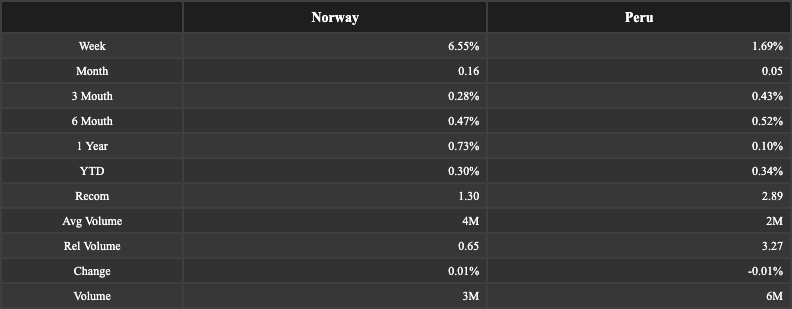 Norway Peru
Week 6.55% 1.69%
Month 0.16 0.05
3 Mouth 0.28% 0.43%
6 Mouth 0.47% 0.52%
1 Year 0.73% 0.10%
YTD 0.30% 0.34%
Recom 1.30 2.89
Avg Volume 4M 2M
Rel Volume 0.65 3.27
Change 0.01% -0.01%
Volume 3M 6M